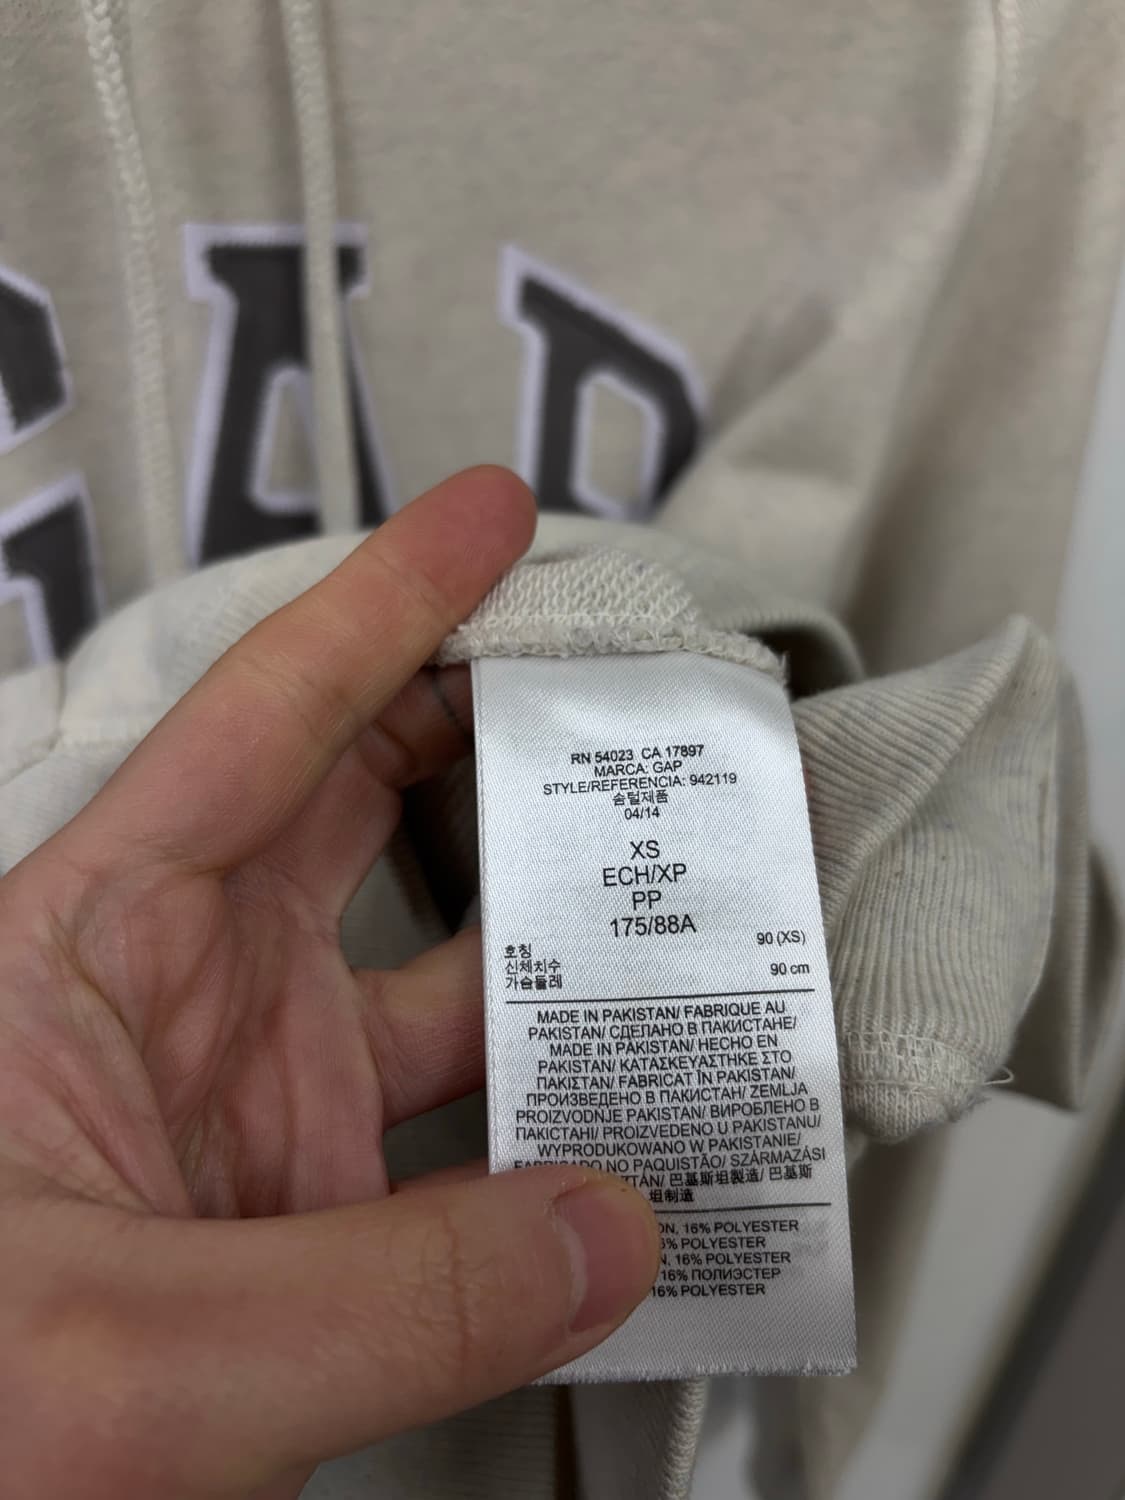 GAP
RN 54023 CA 17897
MARCA: GAP
STYLE/REFERENCIA: 942119
솜털제품
04/14
XS
ECH/XP
PP
175/88A
호칭 90 (XS)
신체치수
가슴둘레 90 cm
MADE IN PAKISTAN/ FABRIQUE AU
PAKISTAN/ СДЕЛАНО В ПАКИСТАНЕ/
MADE IN PAKISTAN/ HECHO EN
PAKISTAN/ ΚΑΤΑΣΚΕΥΑΣΤΗΚΕ ΣΤΟ
ΠΑΚΙΣΤΑΝ/ FABRICAT ÎN PAKISTAN/
ПРОИЗВЕДЕНО В ПАКИСТАН/ ZEMLJA
PROIZVODNJE PAKISTAN/ ВИРОБЛЕНО В
ПАКІСТАНІ/ PROIZVEDENO U PAKISTANU/
WYPRODUKOWANO W PAKISTANIE/
NO PAQUISTÃO/ SZÁRMAZÁSI
巴基斯坦製造/ 巴基斯
坦制造
16% POLYESTER
POLYESTER
16% POLYESTER
16% ПОЛИЭСТЕР
16% POLYESTER